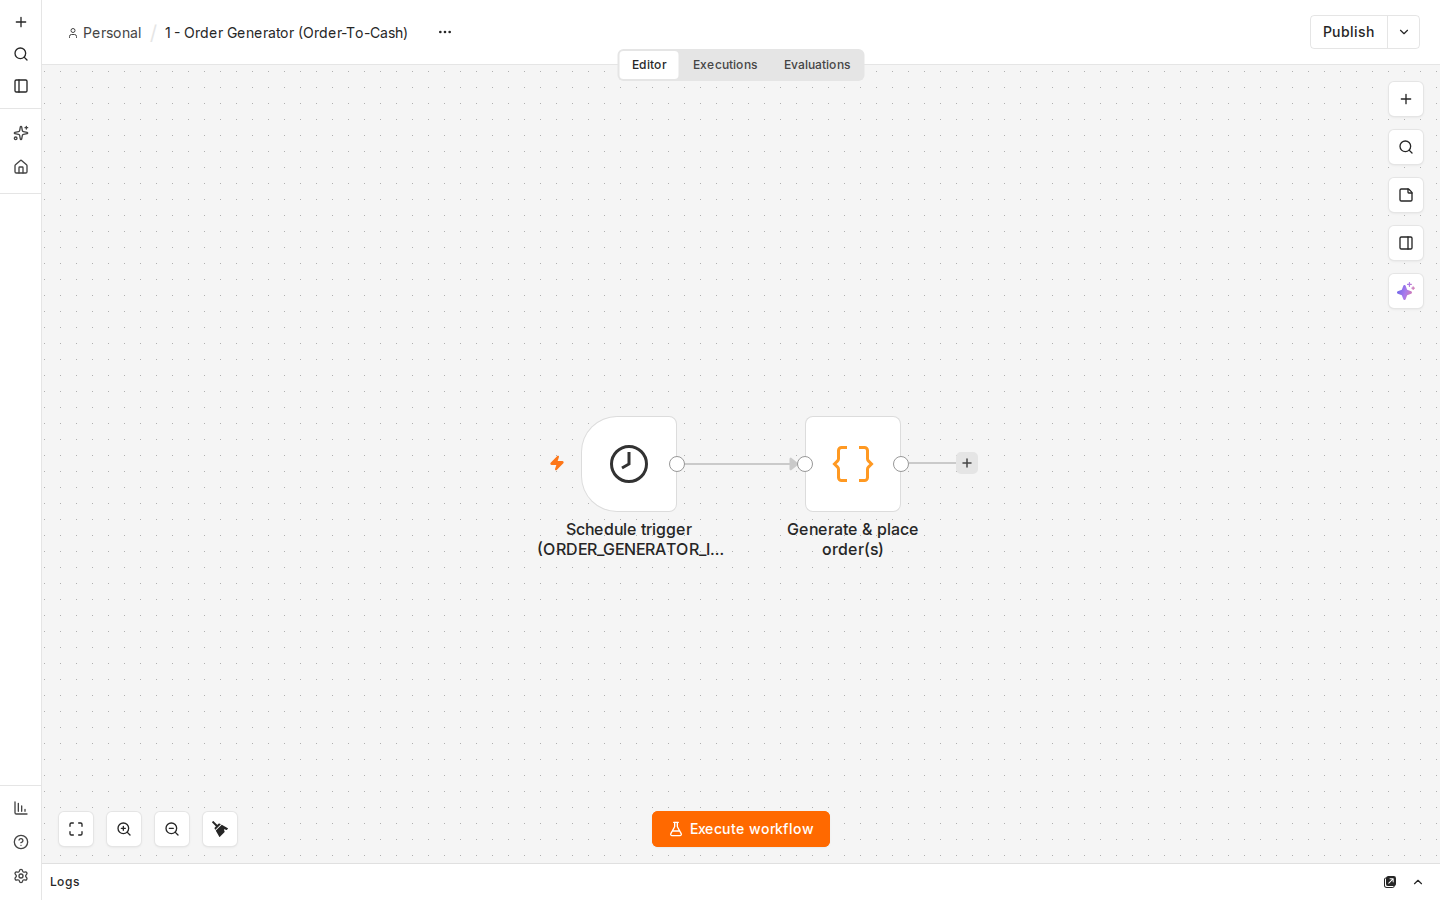 Personal / 1 - Order Generator (Order-To-Cash)
Publish
Editor
Executions
Evaluations
Schedule trigger
(ORDER_GENERATOR_I...
Generate & place
order(s)
Execute workflow
Logs